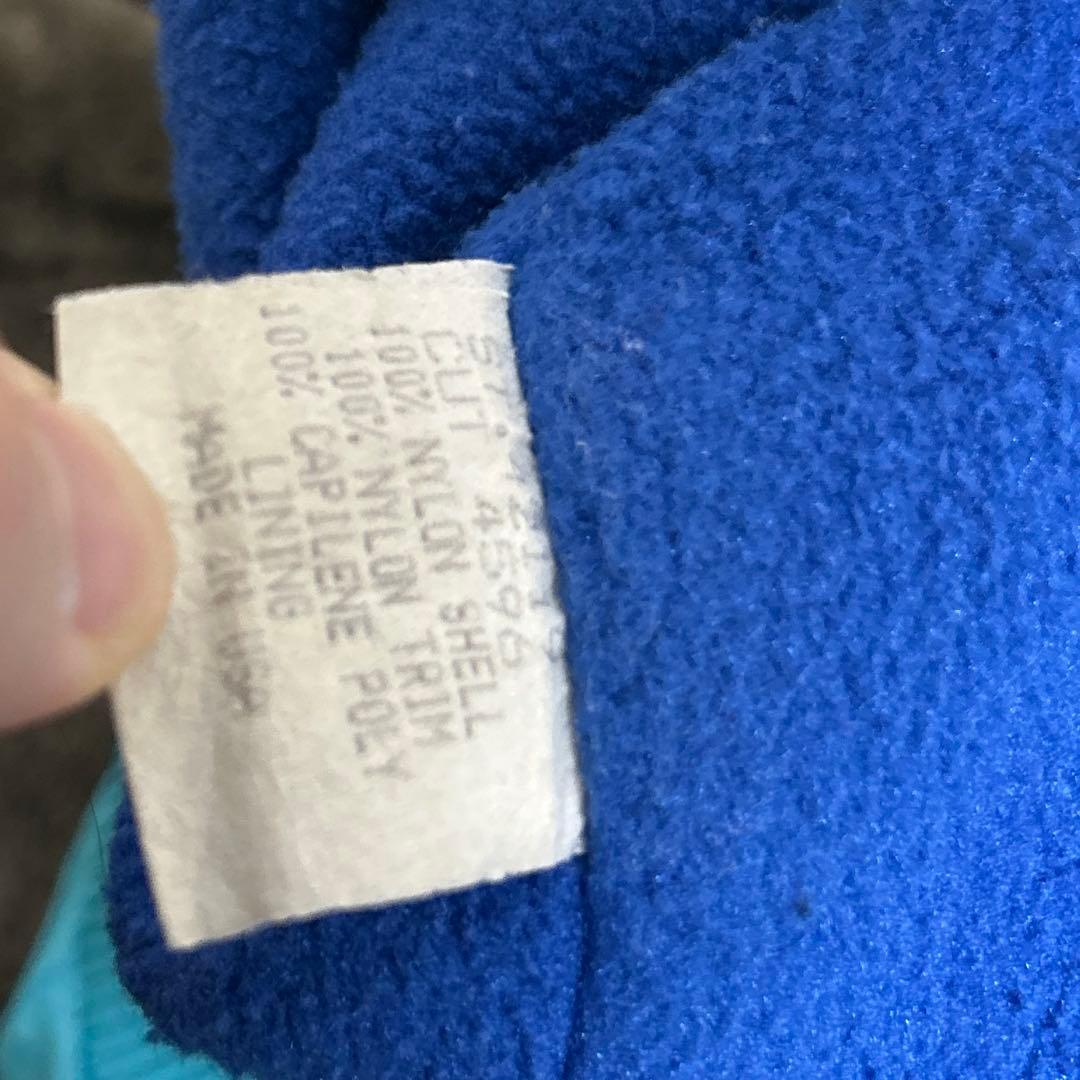 CUT 4596
100% NYLON SHELL
100% NYLON TRIM
100% CAPILENE POLY
LINING
MADE IN USA